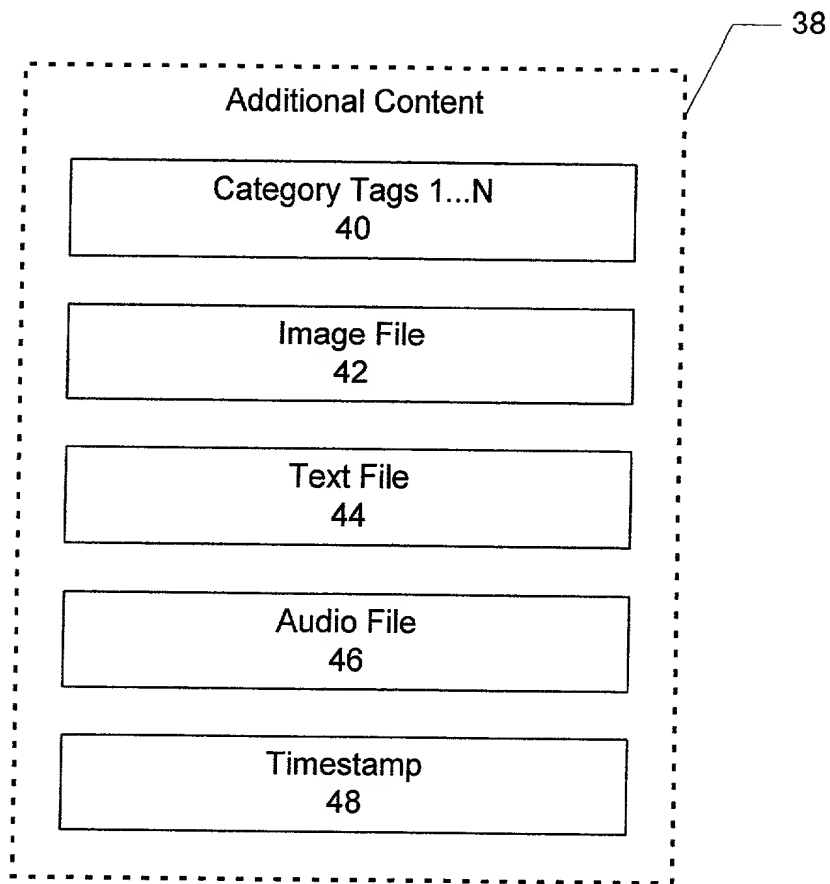 38
Additional Content
Category Tags 1...N
40
Image File
42
Text File
44
Audio File
46
Timestamp
48